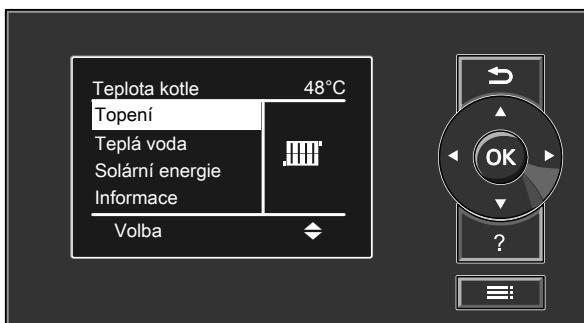 Teplota kotle 48°C
Topení
Teplá voda
Solární energie
Informace
Volba
OK
?